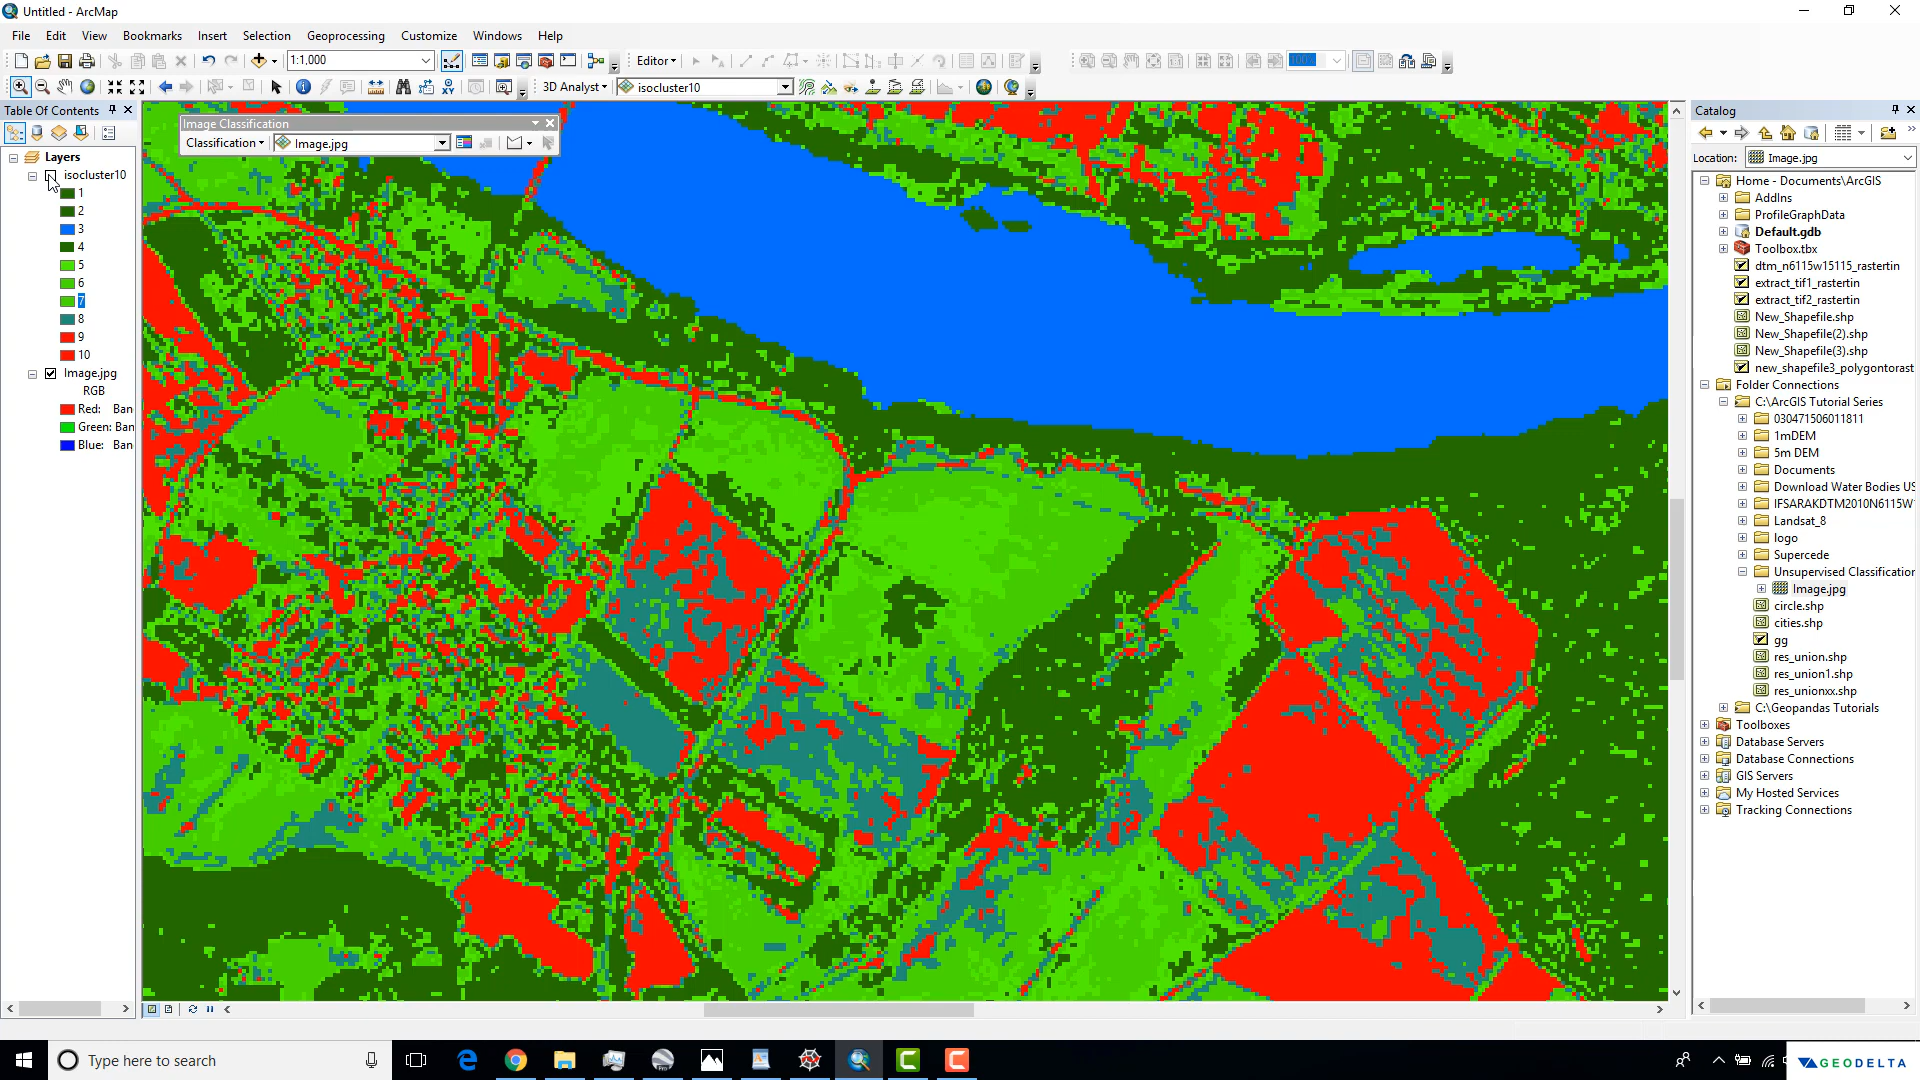 Untitled - ArcMap
File Edit View Bookmarks Insert Selection Geoprocessing Customize Windows Help
1:1,000
Editor
100%
3D Analyst
isocluster10
Table Of Contents
Layers
isocluster10
1
2
3
4
5
6
7
8
9
10
Image.jpg
RGB
Red: Ban
Green: Ban
Blue: Ban
Image Classification
Classification
Image.jpg
Catalog
Location: Image.jpg
Home - Documents\ArcGIS
AddIns
ProfileGraphData
Default.gdb
Toolbox.tbx
dtm_n6115w15115_rastertin
extract_tif1_rastertin
extract_tif2_rastertin
New_Shapefile.shp
New_Shapefile(2).shp
New_Shapefile(3).shp
new_shapefile3_polygontorast
Folder Connections
C:\ArcGIS Tutorial Series
030471506011811
1mDEM
5m DEM
Documents
Download Water Bodies US
IFSARAKDTM2010N6115W
Landsat_8
logo
Supercede
Unsupervised Classification
Image.jpg
circle.shp
cities.shp
gg
res_union.shp
res_union1.shp
res_unionxx.shp
C:\Geopandas Tutorials
Toolboxes
Database Servers
Database Connections
GIS Servers
My Hosted Services
Tracking Connections
Type here to search
GEODELTA